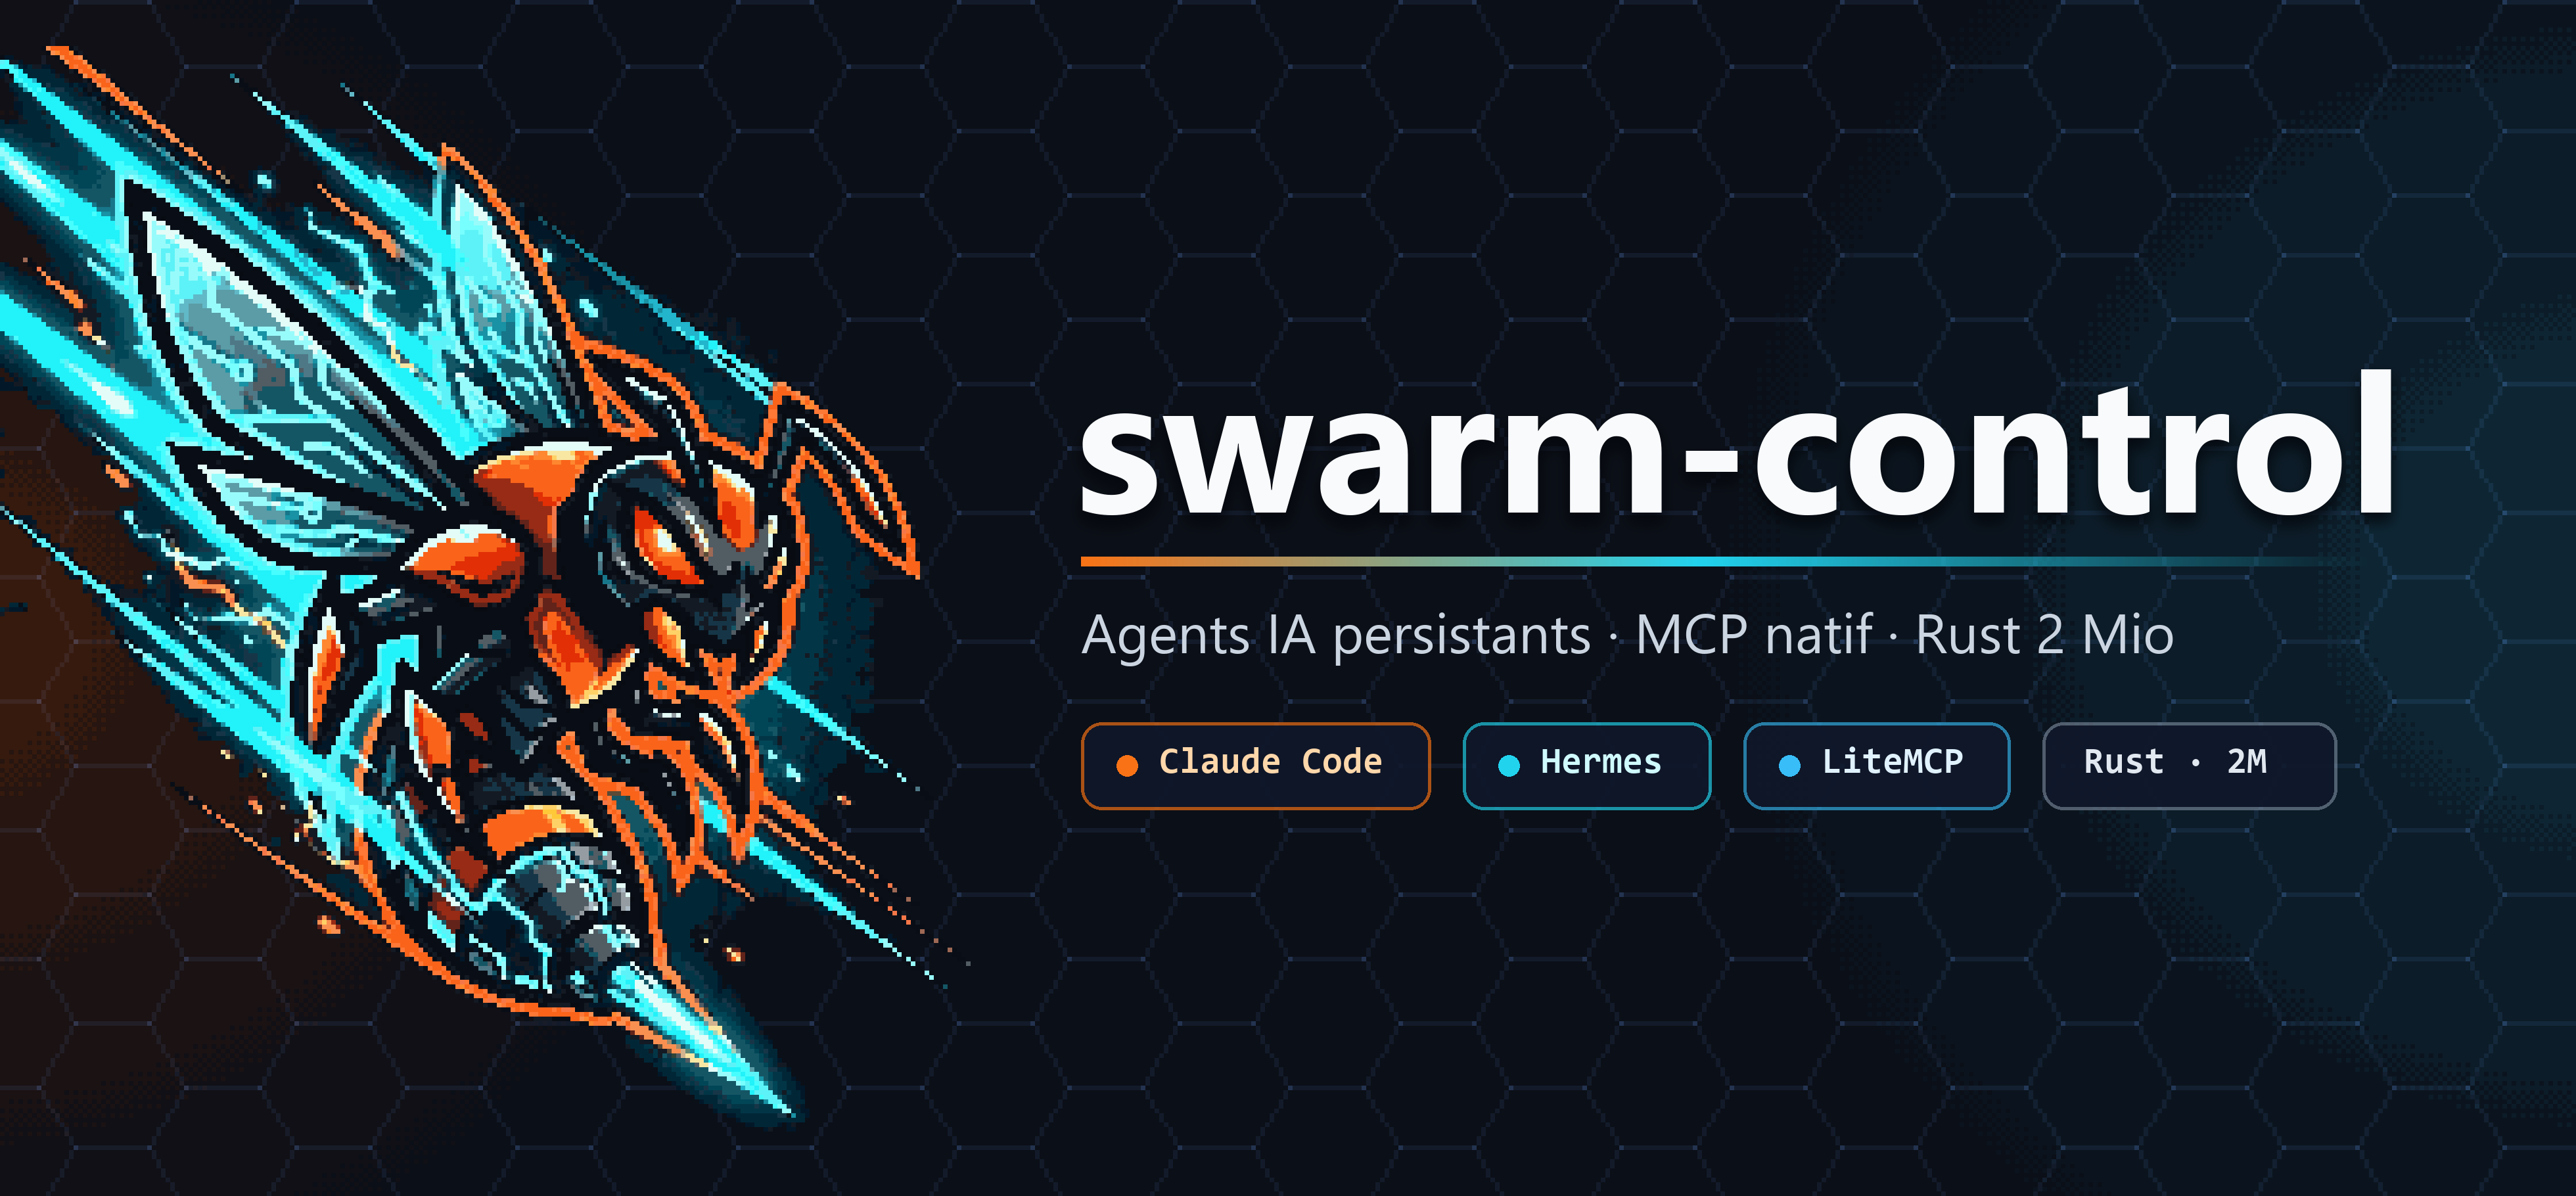 swarm-control
Agents IA persistants · MCP natif · Rust 2 Mio
Claude Code
Hermes
LiteMCP
Rust · 2M